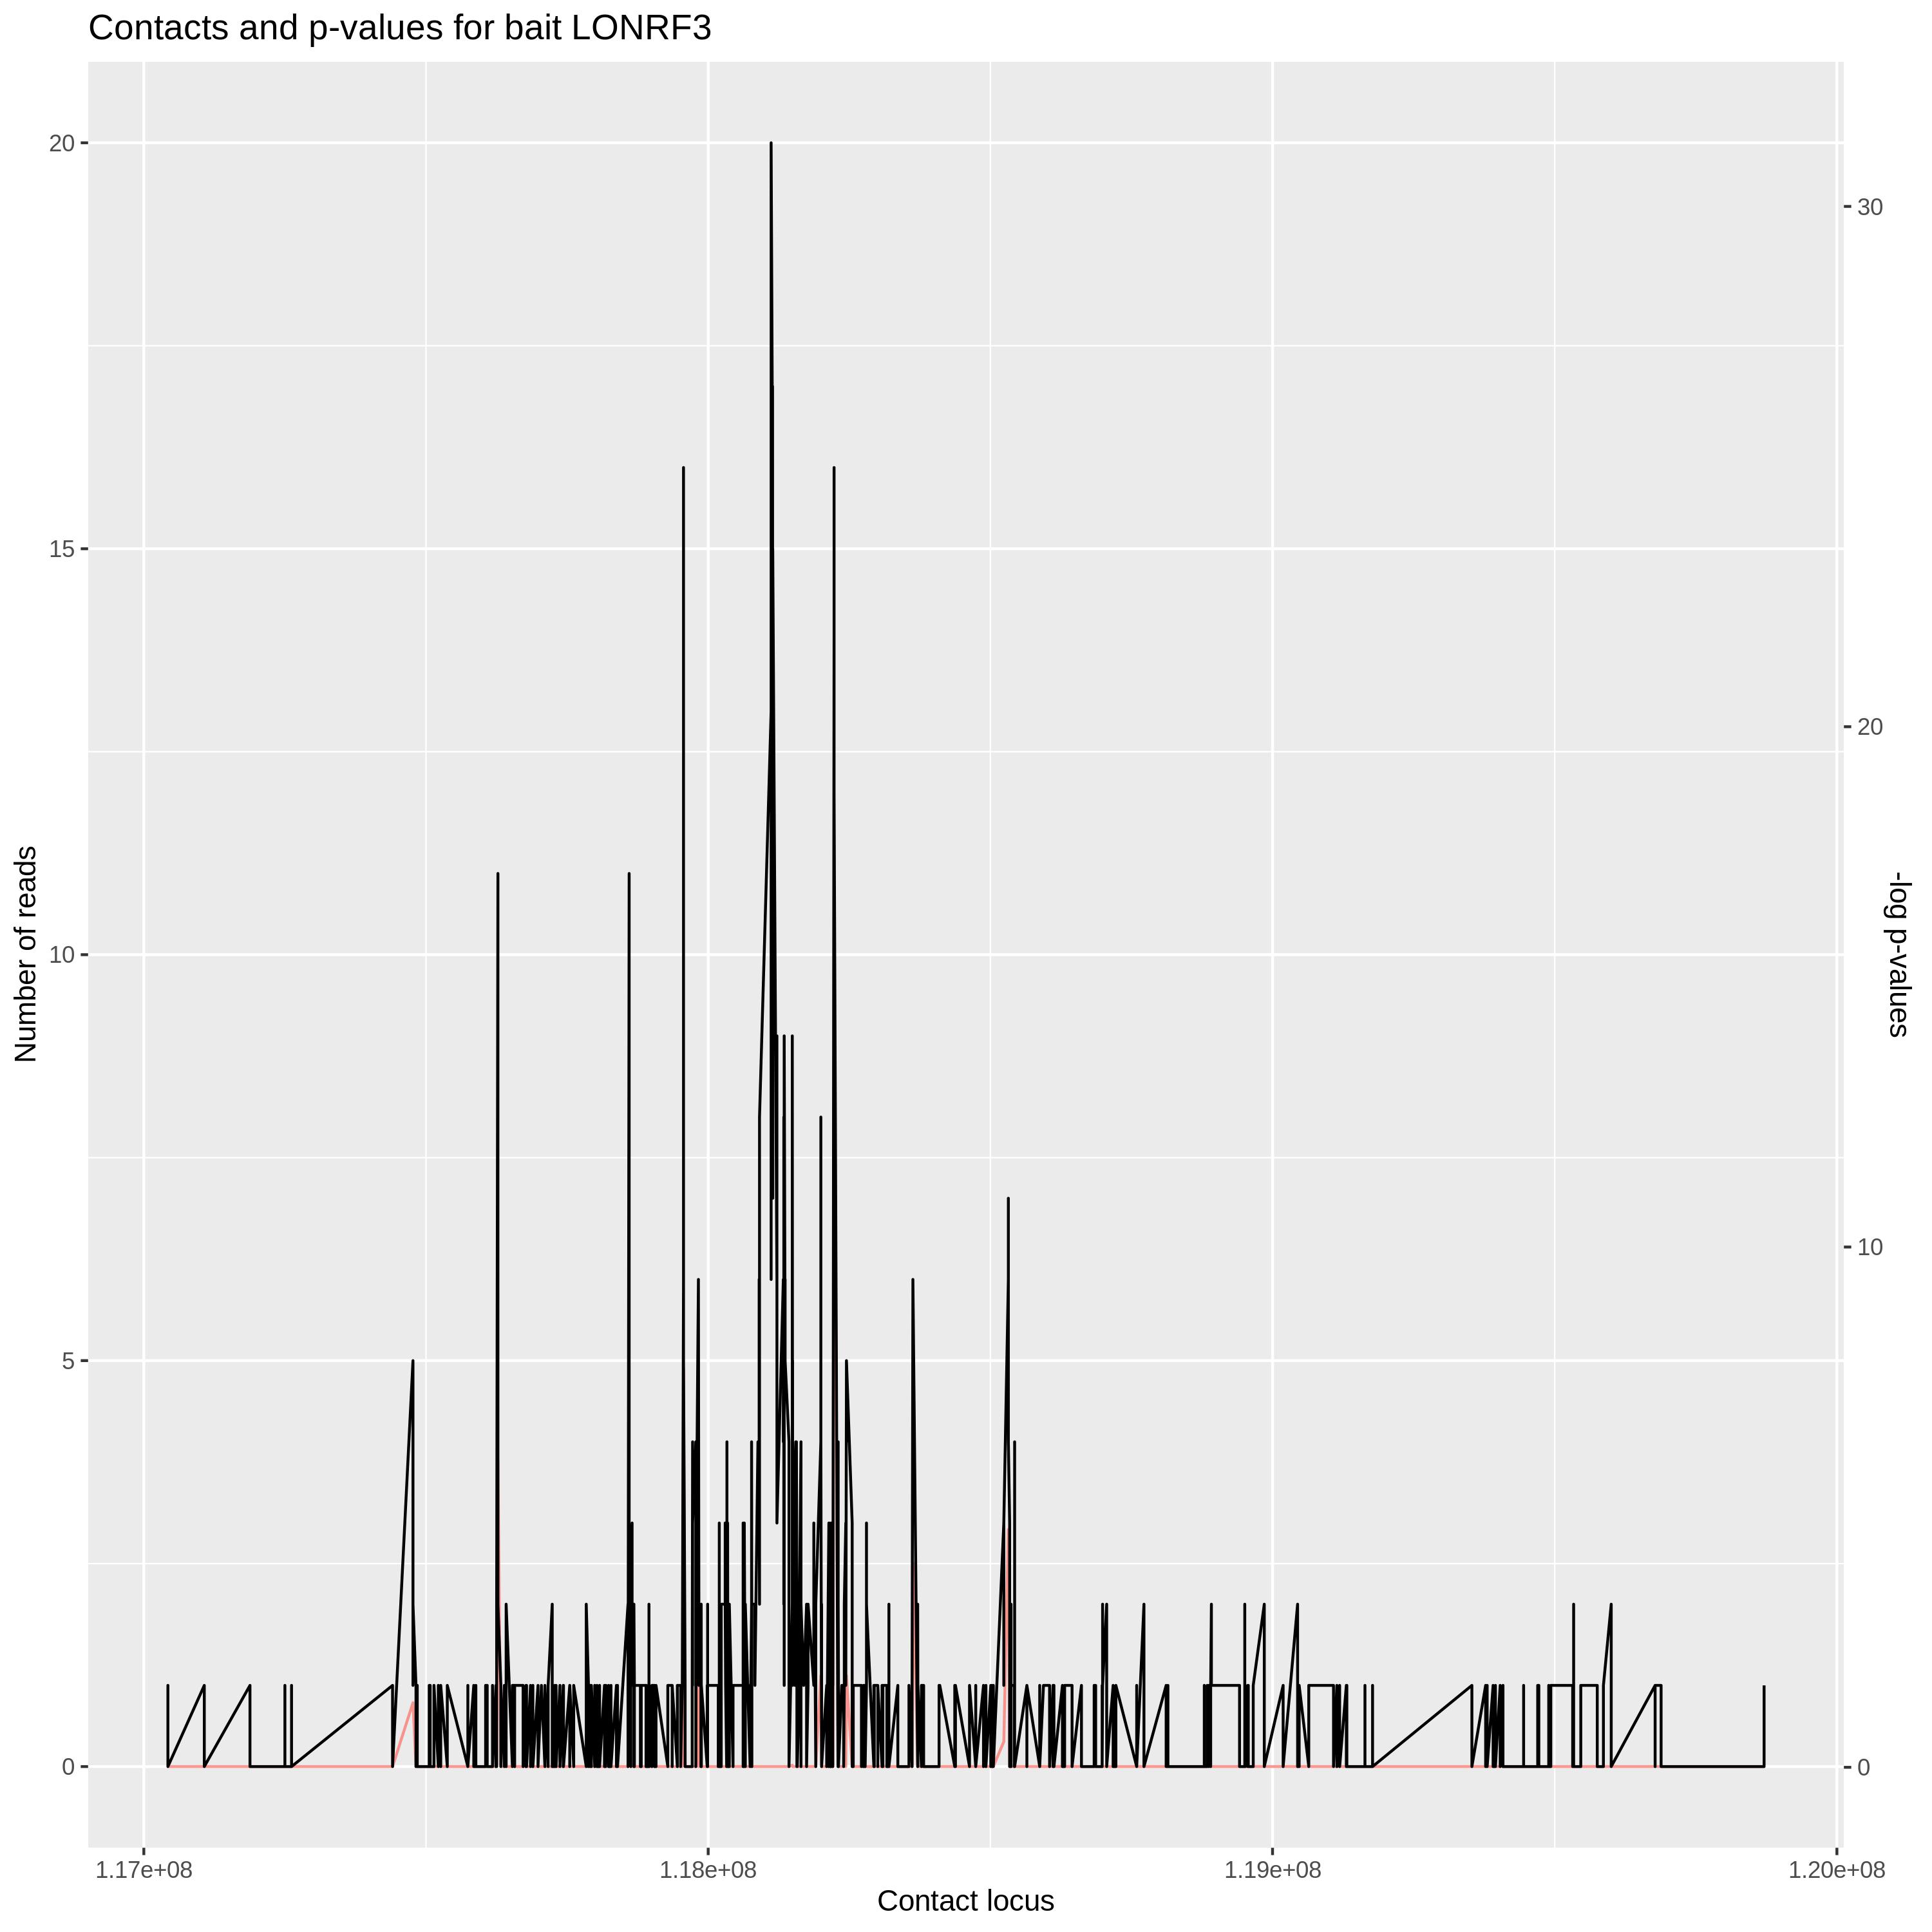 Contacts and p-values for bait LONRF3
20
15
10
5
0
Number of reads
30
20
10
0
-log p-values
1.17e+08
1.18e+08
1.19e+08
1.20e+08
Contact locus